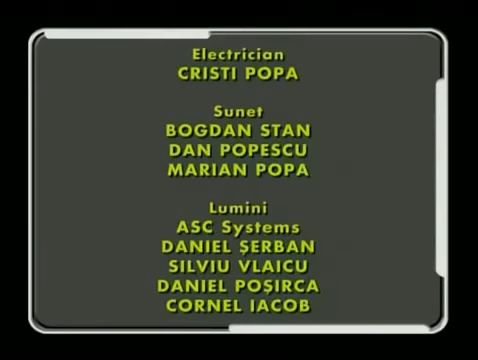 Electrician
CRISTI POPA
Sunet
BOGDAN STAN
DAN POPESCU
MARIAN POPA
Lumini
ASC Systems
DANIEL ȘERBAN
SILVIU VLAICU
DANIEL POȘIRCA
CORNEL IACOB